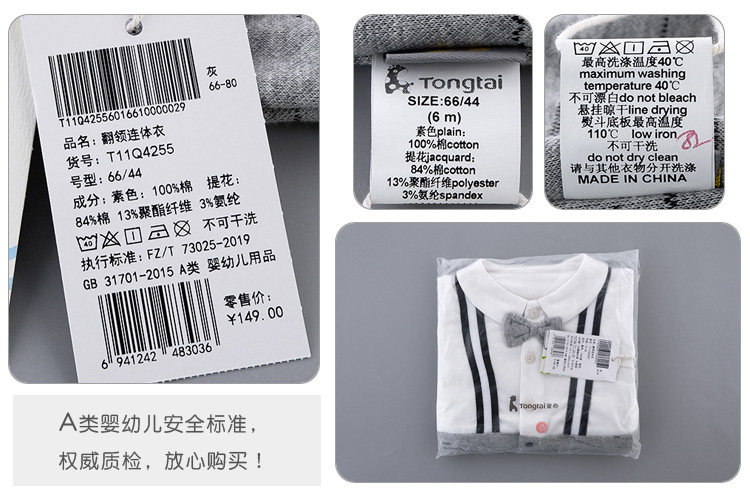 灰
66-80
T11Q4255601661000002​9
品名：翻领连体衣
货号：T11Q4255
号型：66/44
成分：素色：100%棉 提花：
84%棉 13%聚酯纤维 3%氨纶
40 不可干洗
执行标准：FZ/T 73025-2019
GB 31701-2015 A类 婴幼儿用品
零售价：
￥149.00
6 941242 483036
Tongtai
SIZE:66/44
(6 m)
素色plain:
100%棉cotton
提花jacquard:
84%棉cotton
13%聚酯纤维polyester
3%氨纶spandex
40
最高洗涤温度40℃
maximum washing
temperature 40℃
不可漂白do not bleach
悬挂晾干line drying
熨斗底板最高温度
110℃ low iron
不可干洗
do not dry clean
请与其他衣物分开洗涤
MADE IN CHINA
Tongtai 童泰
A类婴幼儿安全标准，
权威质检，放心购买！